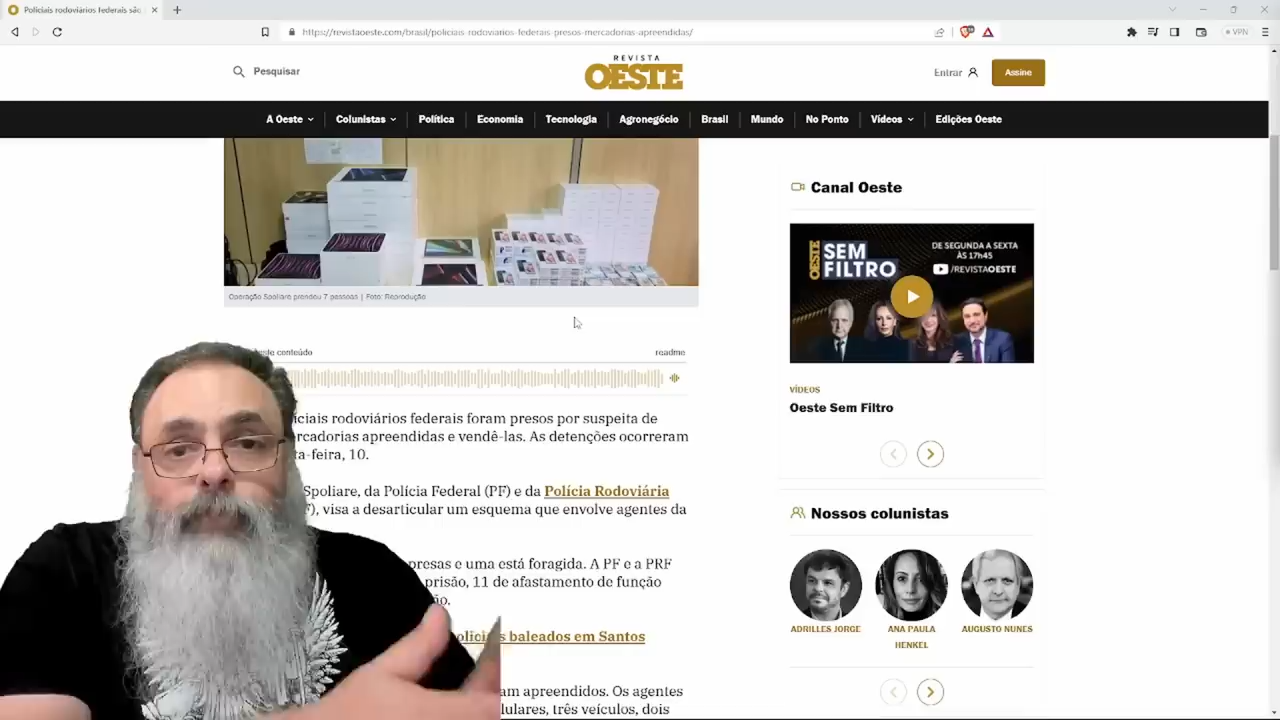 Policiais rodoviários federais são
https://revistaoeste.com/brasil/policiais-rodoviarios-federais-presos-mercadorias-apreendidas/
VPN
Pesquisar
REVISTA
OESTE
Entrar
Assine
A Oeste
Colunistas
Política
Economia
Tecnologia
Agronegócio
Brasil
Mundo
No Ponto
Vídeos
Edições Oeste
Operação Spoliare prendeu 7 pessoas | Foto: Reprodução
este conteúdo
readme
iciais rodoviários federais foram presos por suspeita de
rcadorias apreendidas e vendê-las. As detenções ocorreram
ta-feira, 10.
Spoliare, da Polícia Federal (PF) e da Polícia Rodoviária
F), visa a desarticular um esquema que envolve agentes da
presas e uma está foragida. A PF e a PRF
prisão, 11 de afastamento de função
ão.
oliciais baleados em Santos
am apreendidos. Os agentes
lulares, três veículos, dois
Canal Oeste
OESTE
SEM
FILTRO
DE SEGUNDA A SEXTA
ÀS 17h45
/REVISTAOESTE
VÍDEOS
Oeste Sem Filtro
Nossos colunistas
ADRILLES JORGE
ANA PAULA
HENKEL
AUGUSTO NUNES